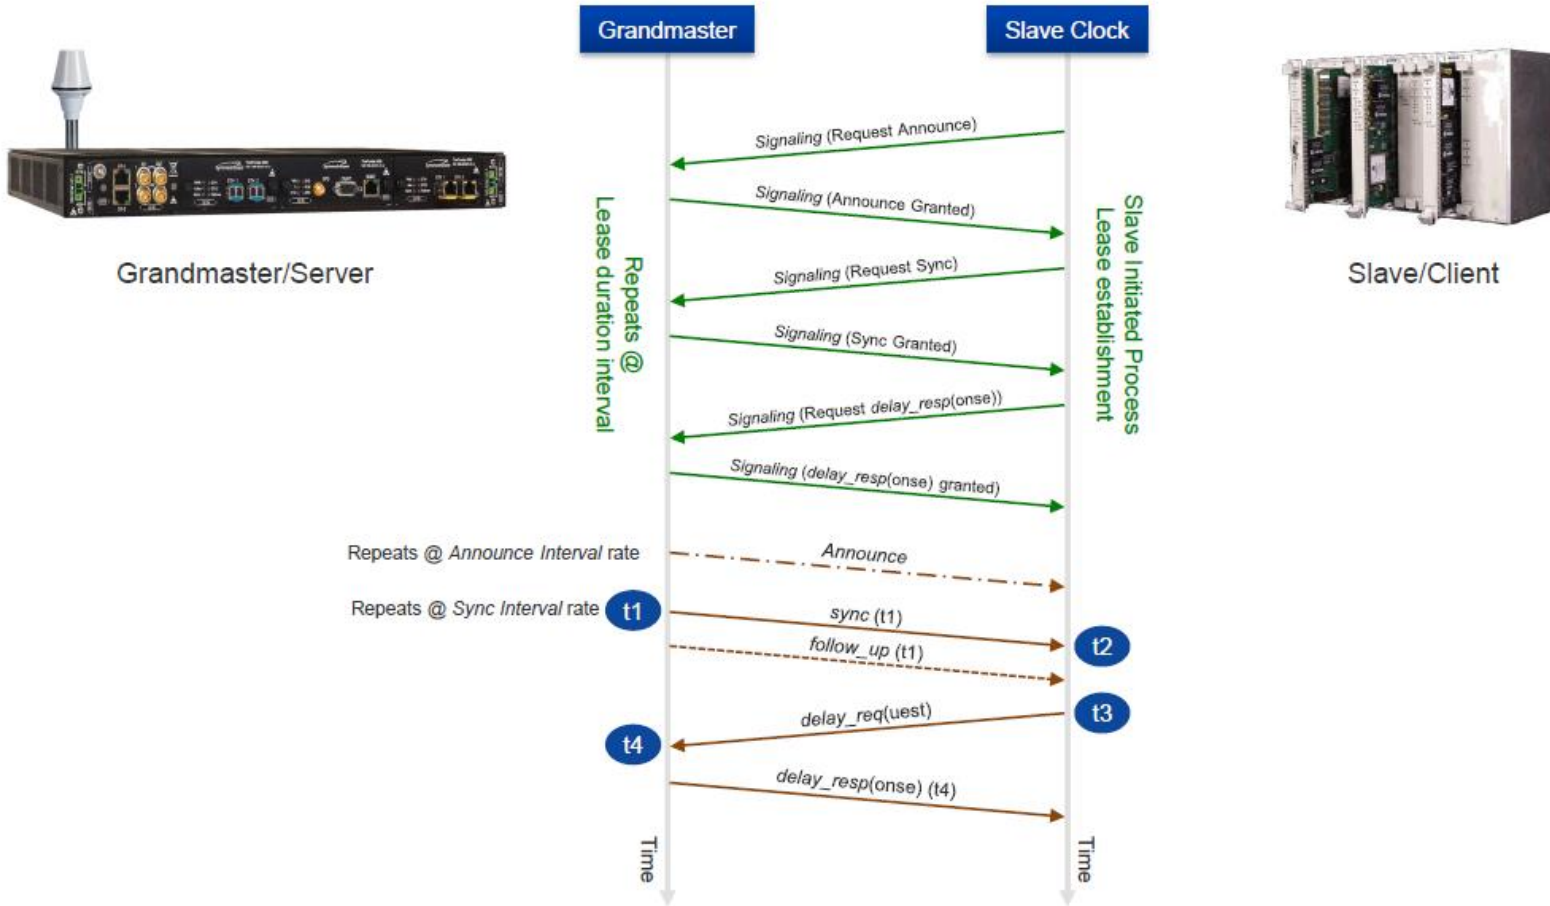 Grandmaster
Slave Clock
Signaling (Request Announce)
Signaling (Announce Granted)
Signaling (Request Sync)
Signaling (Sync Granted)
Signaling (Request delay_resp(onse))
Signaling (delay_resp(onse) granted)
Repeats @
Lease duration interval
Slave Initiated Process
Lease establishment
Grandmaster/Server
Slave/Client
Repeats @ Announce Interval rate
Announce
Repeats @ Sync Interval rate
t1
sync (t1)
t2
follow_up (t1)
t3
delay_req(uest)
t4
delay_resp(onse) (t4)
Time
Time